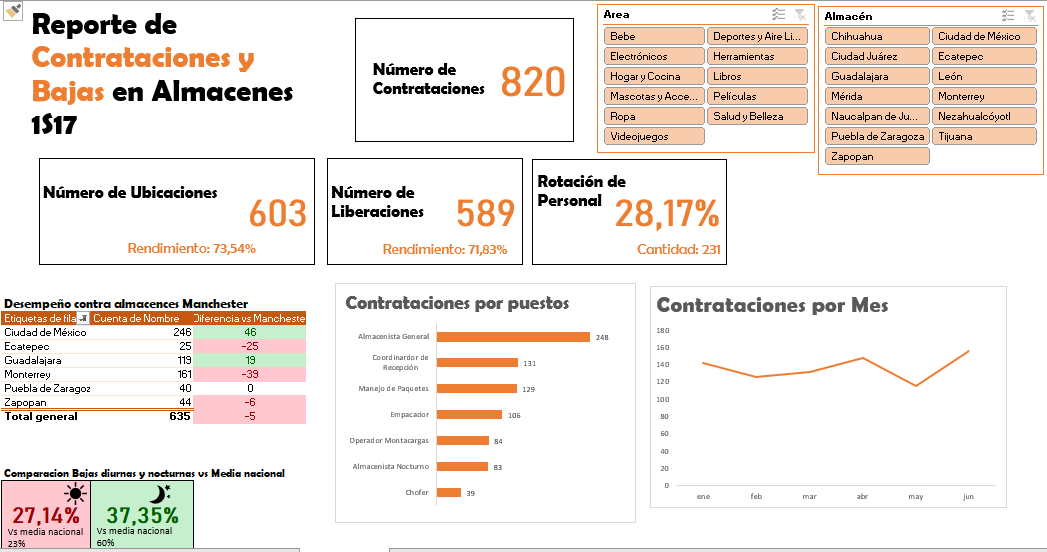 Reporte de
Contrataciones y
Bajas en Almacenes
1S17
Número de
Contrataciones
820
Area
Bebe
Deportes y Aire Li...
Electrónicos
Herramientas
Hogar y Cocina
Libros
Mascotas y Acce...
Películas
Ropa
Salud y Belleza
Videojuegos
Almacén
Chihuahua
Ciudad de México
Ciudad Juárez
Ecatepec
Guadalajara
León
Mérida
Monterrey
Naucalpan de Ju...
Nezahualcóyotl
Puebla de Zaragoza
Tijuana
Zapopan
Número de Ubicaciones
603
Rendimiento: 73,54%
Número de
Liberaciones
589
Rendimiento: 71,83%
Rotación de
Personal
28,17%
Cantidad: 231
Desempeño contra almacences Manchester
Etiquetas de fila Cuenta de Nombre Diferencia vs Mancheste
Ciudad de México 246 46
Ecatepec 25 -25
Guadalajara 119 19
Monterrey 161 -39
Puebla de Zaragoz 40 0
Zapopan 44 -6
Total general 635 -5
Contrataciones por puestos
Almacenista General 248
Coordinardor de
Recepción 131
Manejo de Paquetes 129
Empacador 106
Operador Montacargas 84
Almacenista Nocturno 83
Chofer 39
Contrataciones por Mes
180
160
140
120
100
80
60
40
20
0
ene feb mar abr may jun
Comparacion Bajas diurnas y nocturnas vs Media nacional
27,14%
Vs media nacional
23%
37,35%
Vs media nacional
60%